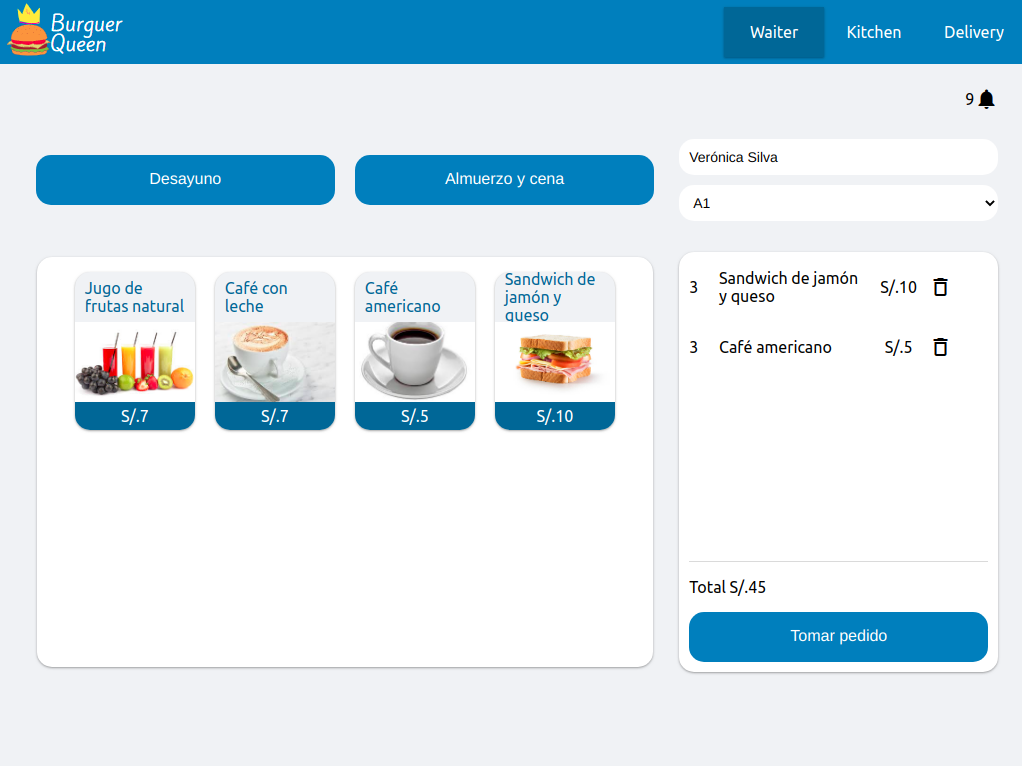 Burguer
Queen
Waiter
Kitchen
Delivery
9
Desayuno
Almuerzo y cena
Verónica Silva
A1
Jugo de
frutas natural
S/.7
Café con
leche
S/.7
Café
americano
S/.5
Sandwich de
jamón y
queso
S/.10
3 Sandwich de jamón
y queso S/.10
3 Café americano S/.5
Total S/.45
Tomar pedido